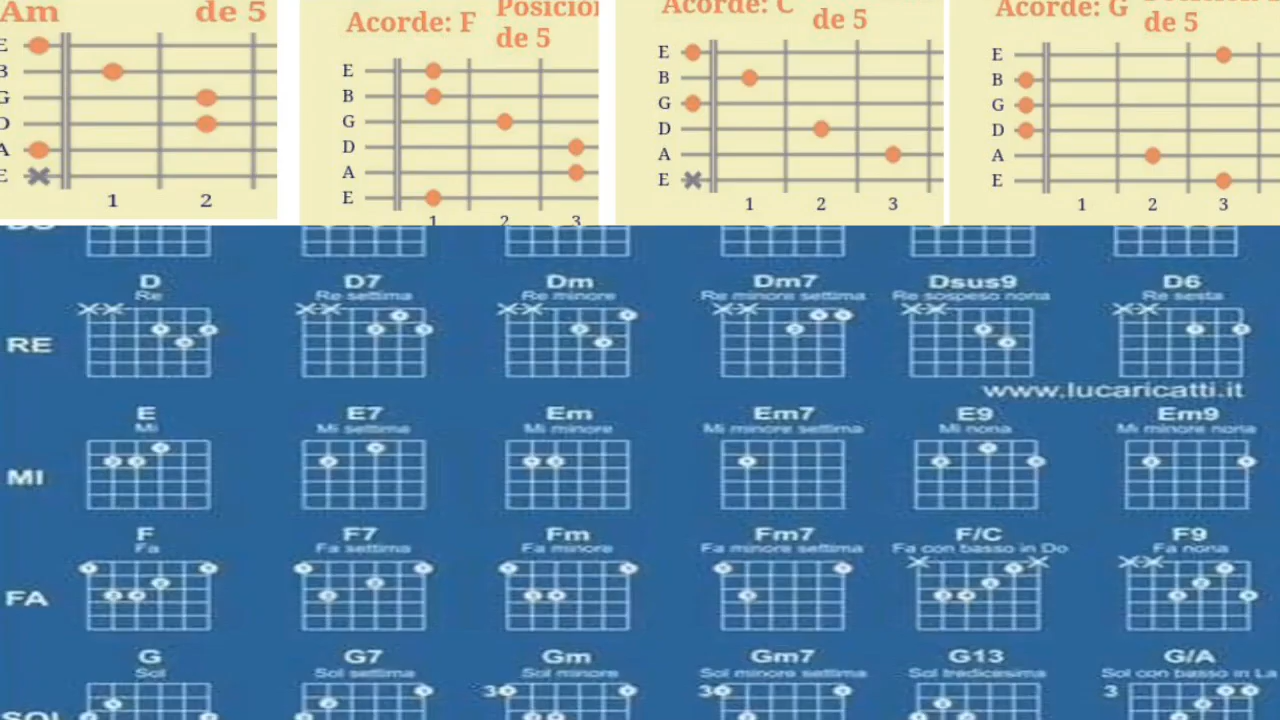 Am de 5
E
B
G
D
A
E
1 2
Acorde: F
de 5
E
B
G
D
A
E
1 2 3
Acorde: C
de 5
E
B
G
D
A
E
1 2 3
Acorde: G
de 5
E
B
G
D
A
E
1 2 3
D D7 Dm Dm7 Dsus9 D6
Re Re settima Re minore Re minore settima Re sospeso nona Re sesta
RE
www.lucaricatti.it
E E7 Em Em7 E9 Em9
Mi Mi settima Mi minore Mi minore settima Mi nona Mi minore nona
MI
F F7 Fm Fm7 F/C F9
Fa Fa settima Fa minore Fa minore settima Fa con basso in Do Fa nona
FA
G G7 Gm Gm7 G13 G/A
Sol Sol settima Sol minore Sol minore settima Sol tredicesima Sol con basso in La
3 3 3
SOL